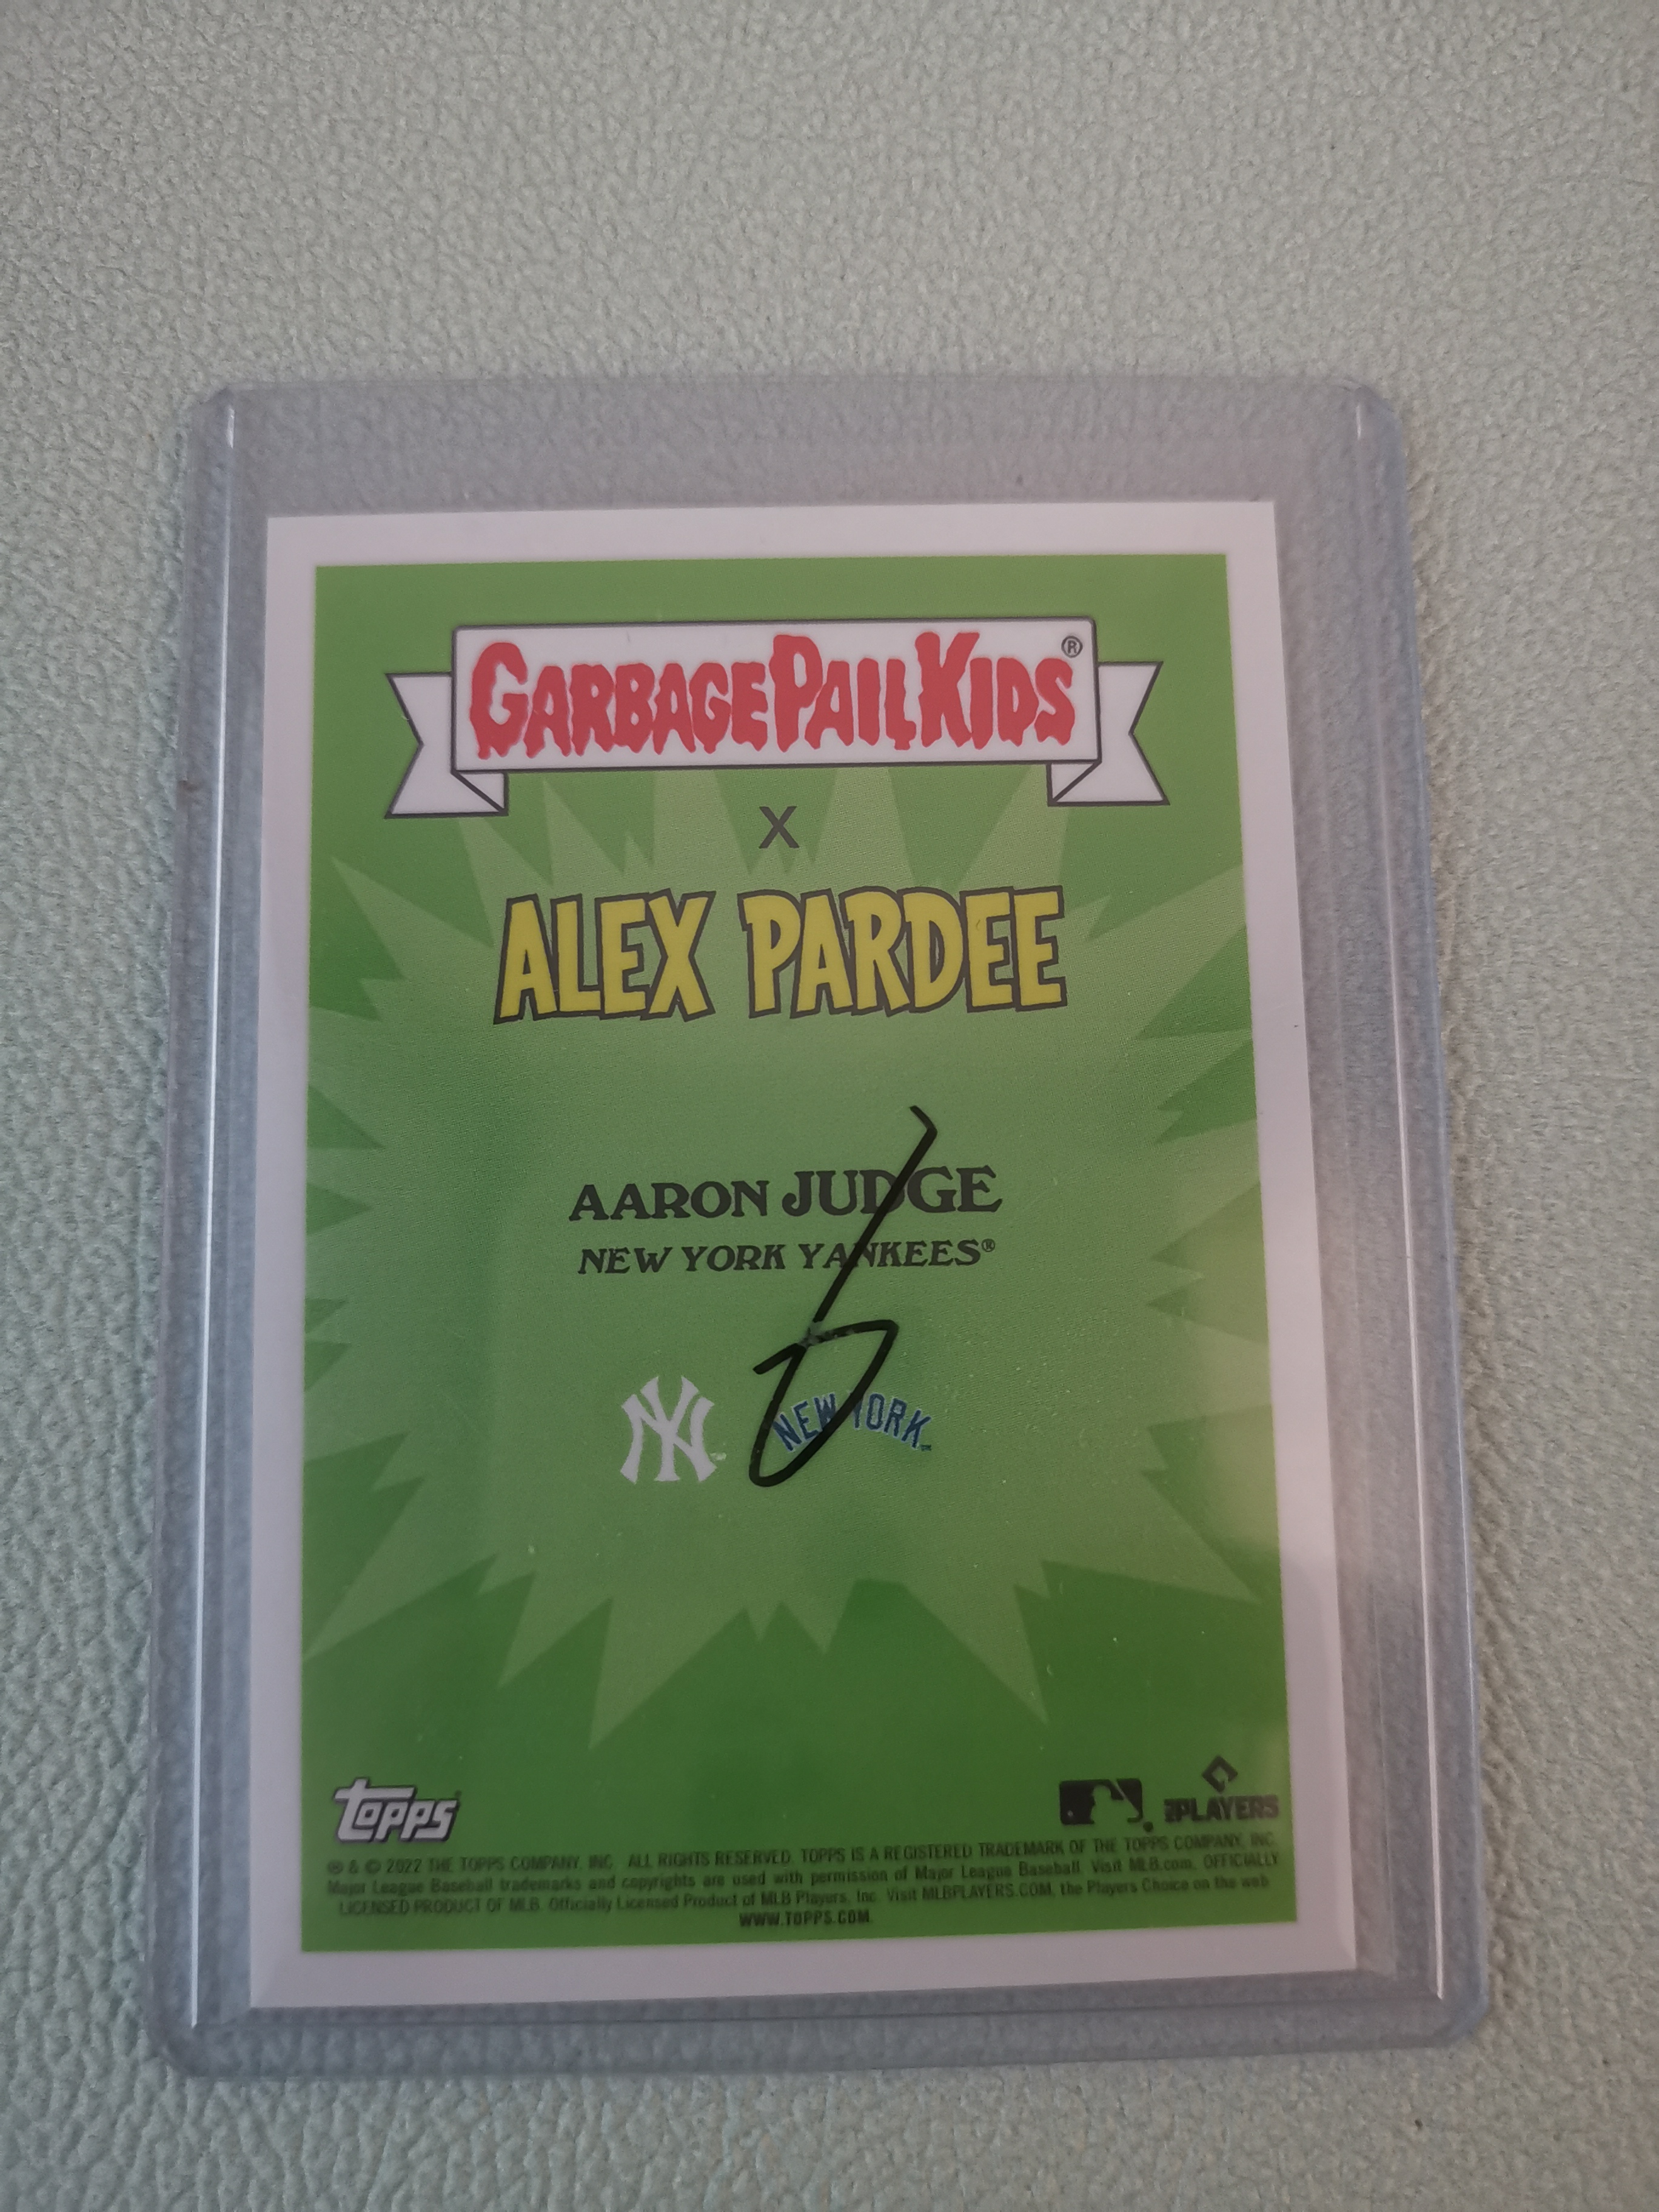 GARBAGE PAIL KIDS®
X
ALEX PARDEE
AARON JUDGE
NEW YORK YANKEES®
NY
NEW YORK™
topps
PLAYERS
® & © 2022 THE TOPPS COMPANY, INC. ALL RIGHTS RESERVED. TOPPS IS A REGISTERED TRADEMARK OF THE TOPPS COMPANY, INC.
Major League Baseball trademarks and copyrights are used with permission of Major League Baseball. Visit MLB.com. OFFICIALLY
LICENSED PRODUCT OF MLB. Officially Licensed Product of MLB Players, Inc. Visit MLBPLAYERS.COM, the Players Choice on the web.
WWW.TOPPS.COM.